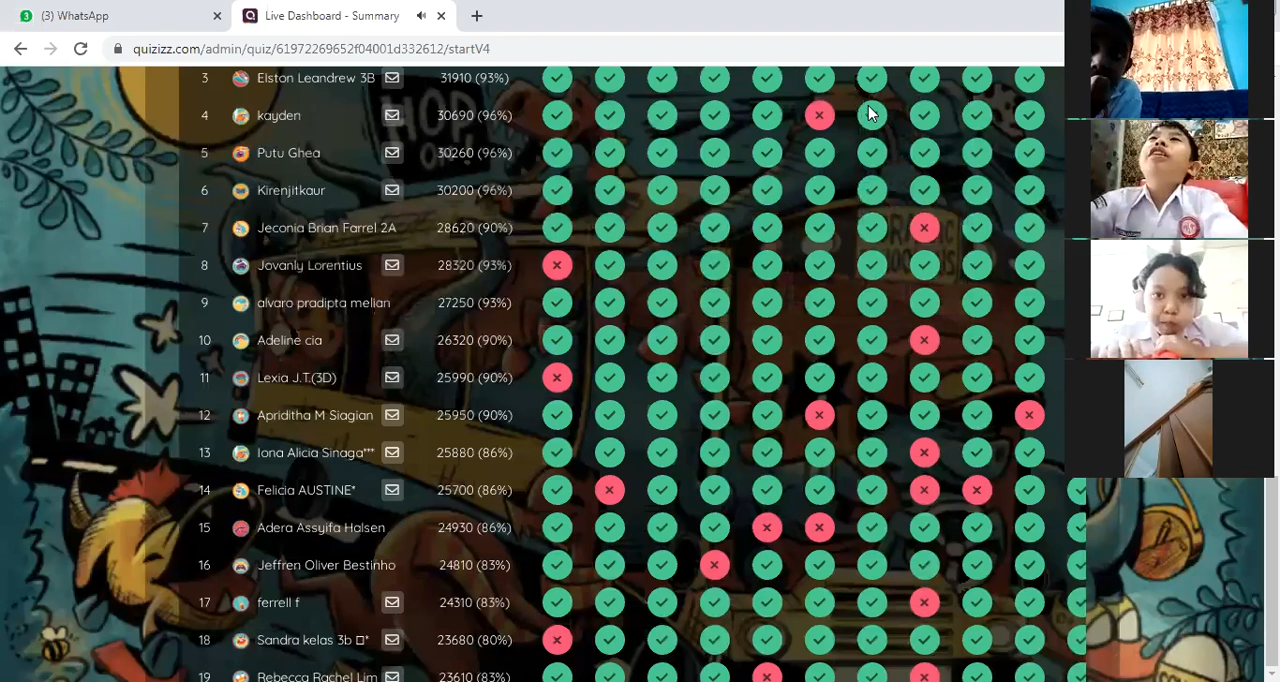 (3) WhatsApp
Live Dashboard - Summary
quizizz.com/admin/quiz/61972269652f04001d332612/startV4
3 Elston Leandrew 3B 31910 (93%)
4 kayden 30690 (96%)
5 Putu Ghea 30260 (96%)
6 Kirenjitkaur 30200 (96%)
7 Jeconia Brian Farrel 2A 28620 (90%)
8 Jovanly Lorentius 28320 (93%)
9 alvaro pradipta melian 27250 (93%)
10 Adeline cia 26320 (90%)
11 Lexia J.T.(3D) 25990 (90%)
12 Apriditha M Siagian 25950 (90%)
13 Iona Alicia Sinaga*** 25880 (86%)
14 Felicia AUSTINE* 25700 (86%)
15 Adera Assyifa Halsen 24930 (86%)
16 Jeffren Oliver Bestinho 24810 (83%)
17 ferrell f 24310 (83%)
18 Sandra kelas 3b □* 23680 (80%)
19 Rebecca Rachel Lim 23610 (83%)
HOP